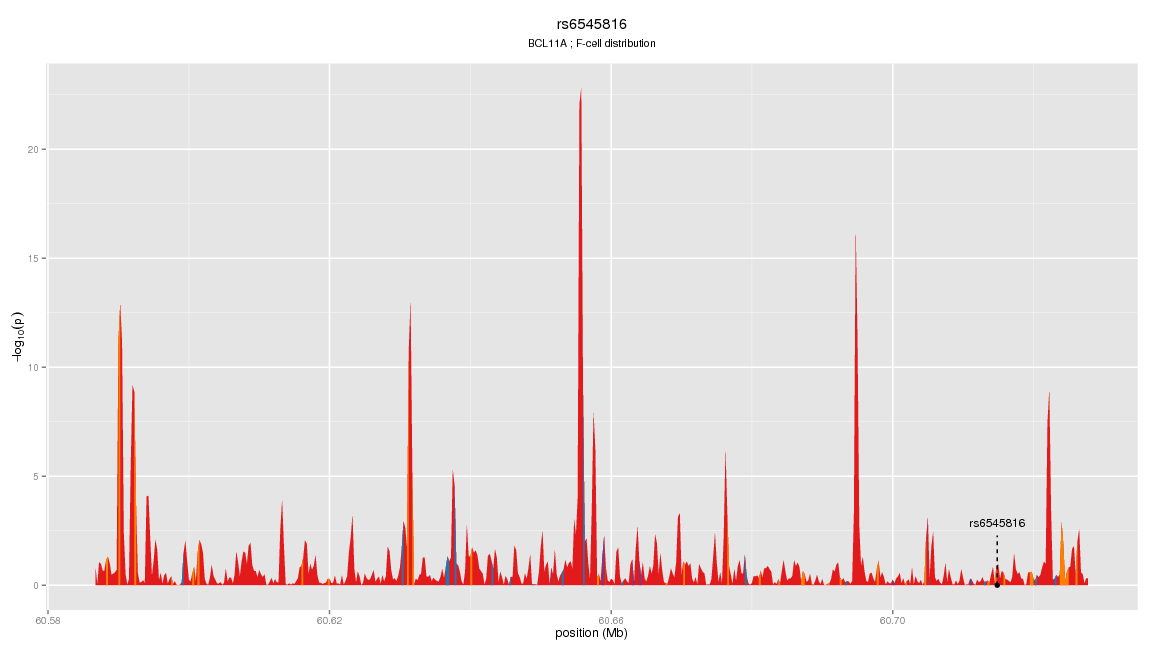 rs6545816
BCL11A ; F-cell distribution
20
15
10
5
0
−log10(p)
rs6545816
60.58 60.62 60.66 60.70
position (Mb)